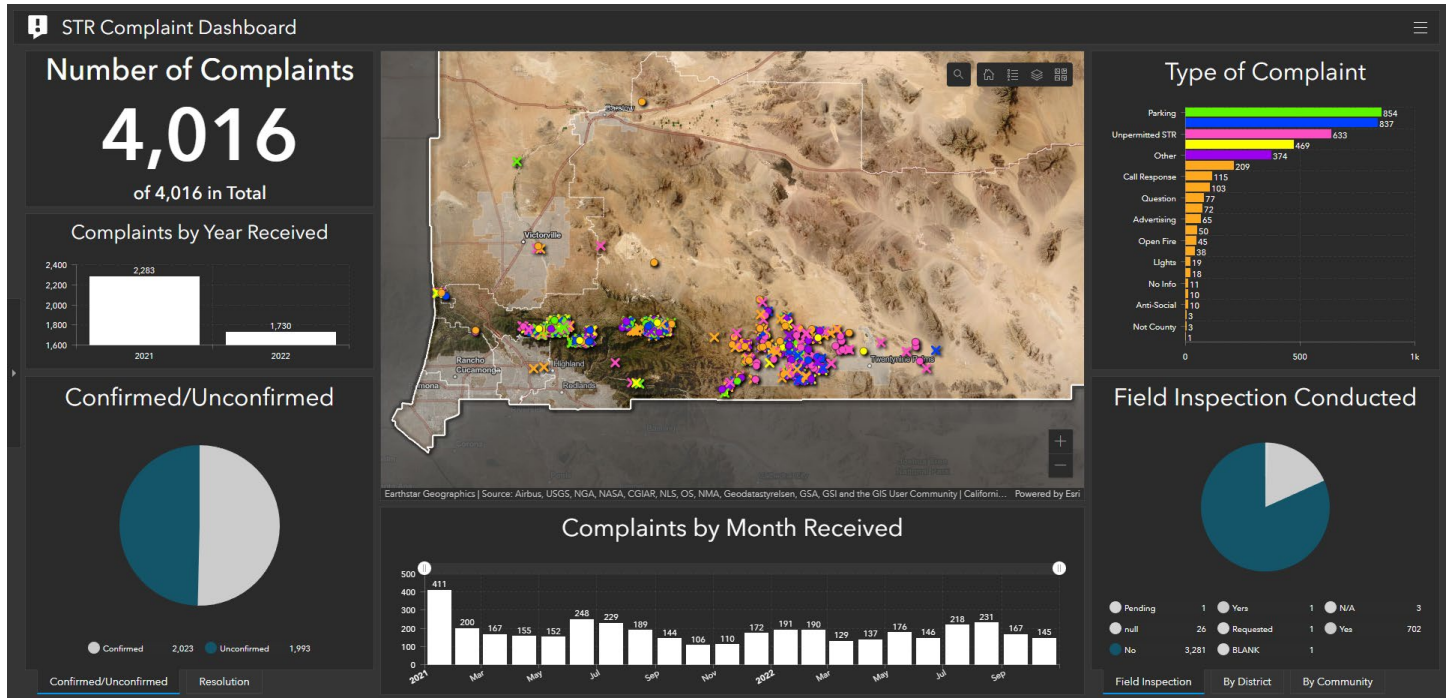 STR Complaint Dashboard
Number of Complaints
4,016
of 4,016 in Total
Complaints by Year Received
2,400
2,200
2,000
1,800
1,600
2,283
1,730
2021
2022
Confirmed/Unconfirmed
Confirmed 2,023 Unconfirmed 1,993
Confirmed/Unconfirmed Resolution
Victorville
Rancho
Cucamonga
Highland
Redlands
Twentynine Palms
Earthstar Geographics | Source: Airbus, USGS, NGA, NASA, CGIAR, NLS, OS, NMA, Geodatastyrelsen, GSA, GSI and the GIS User Community | Californi... Powered by Esri
Complaints by Month Received
500
400
300
200
100
0
411 200 167 155 152 248 229 189 144 106 110 172 191 190 129 137 176 146 218 231 167 145
2021 Mar May Jul Sep Nov 2022 Mar May Jul Sep
Type of Complaint
Parking 854
837
Unpermitted STR 633
469
Other 374
209
Call Response 115
103
Question 77
72
Advertising 65
50
Open Fire 45
38
LIghts 19
18
No Info 11
10
Anti-Social 10
3
Not County 3
1
0 500 1k
Field Inspection Conducted
Pending 1 Yers 1 N/A 3
null 26 Requested 1 Yes 702
No 3,281 BLANK 1
Field Inspection By District By Community